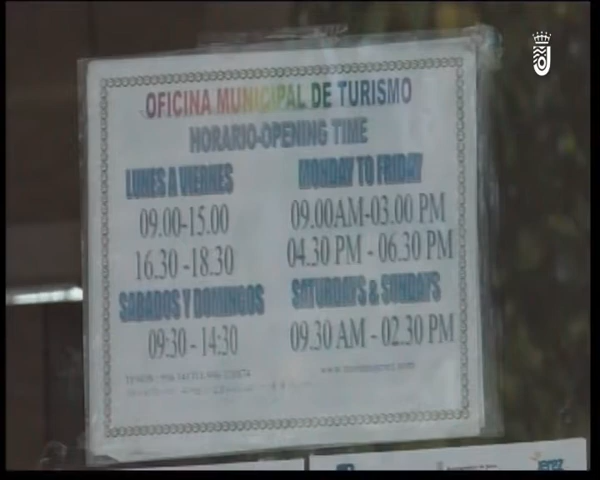 OFICINA MUNICIPAL DE TURISMO
HORARIO-OPENING TIME
LUNES A VIERNES
09.00-15.00
16.30 -18.30
SABADOS Y DOMINGOS
09:30 - 14:30
MONDAY TO FRIDAY
09.00AM-03.00 PM
04.30 PM - 06.30 PM
SATURDAYS & SUNDAYS
09.30 AM - 02.30 PM